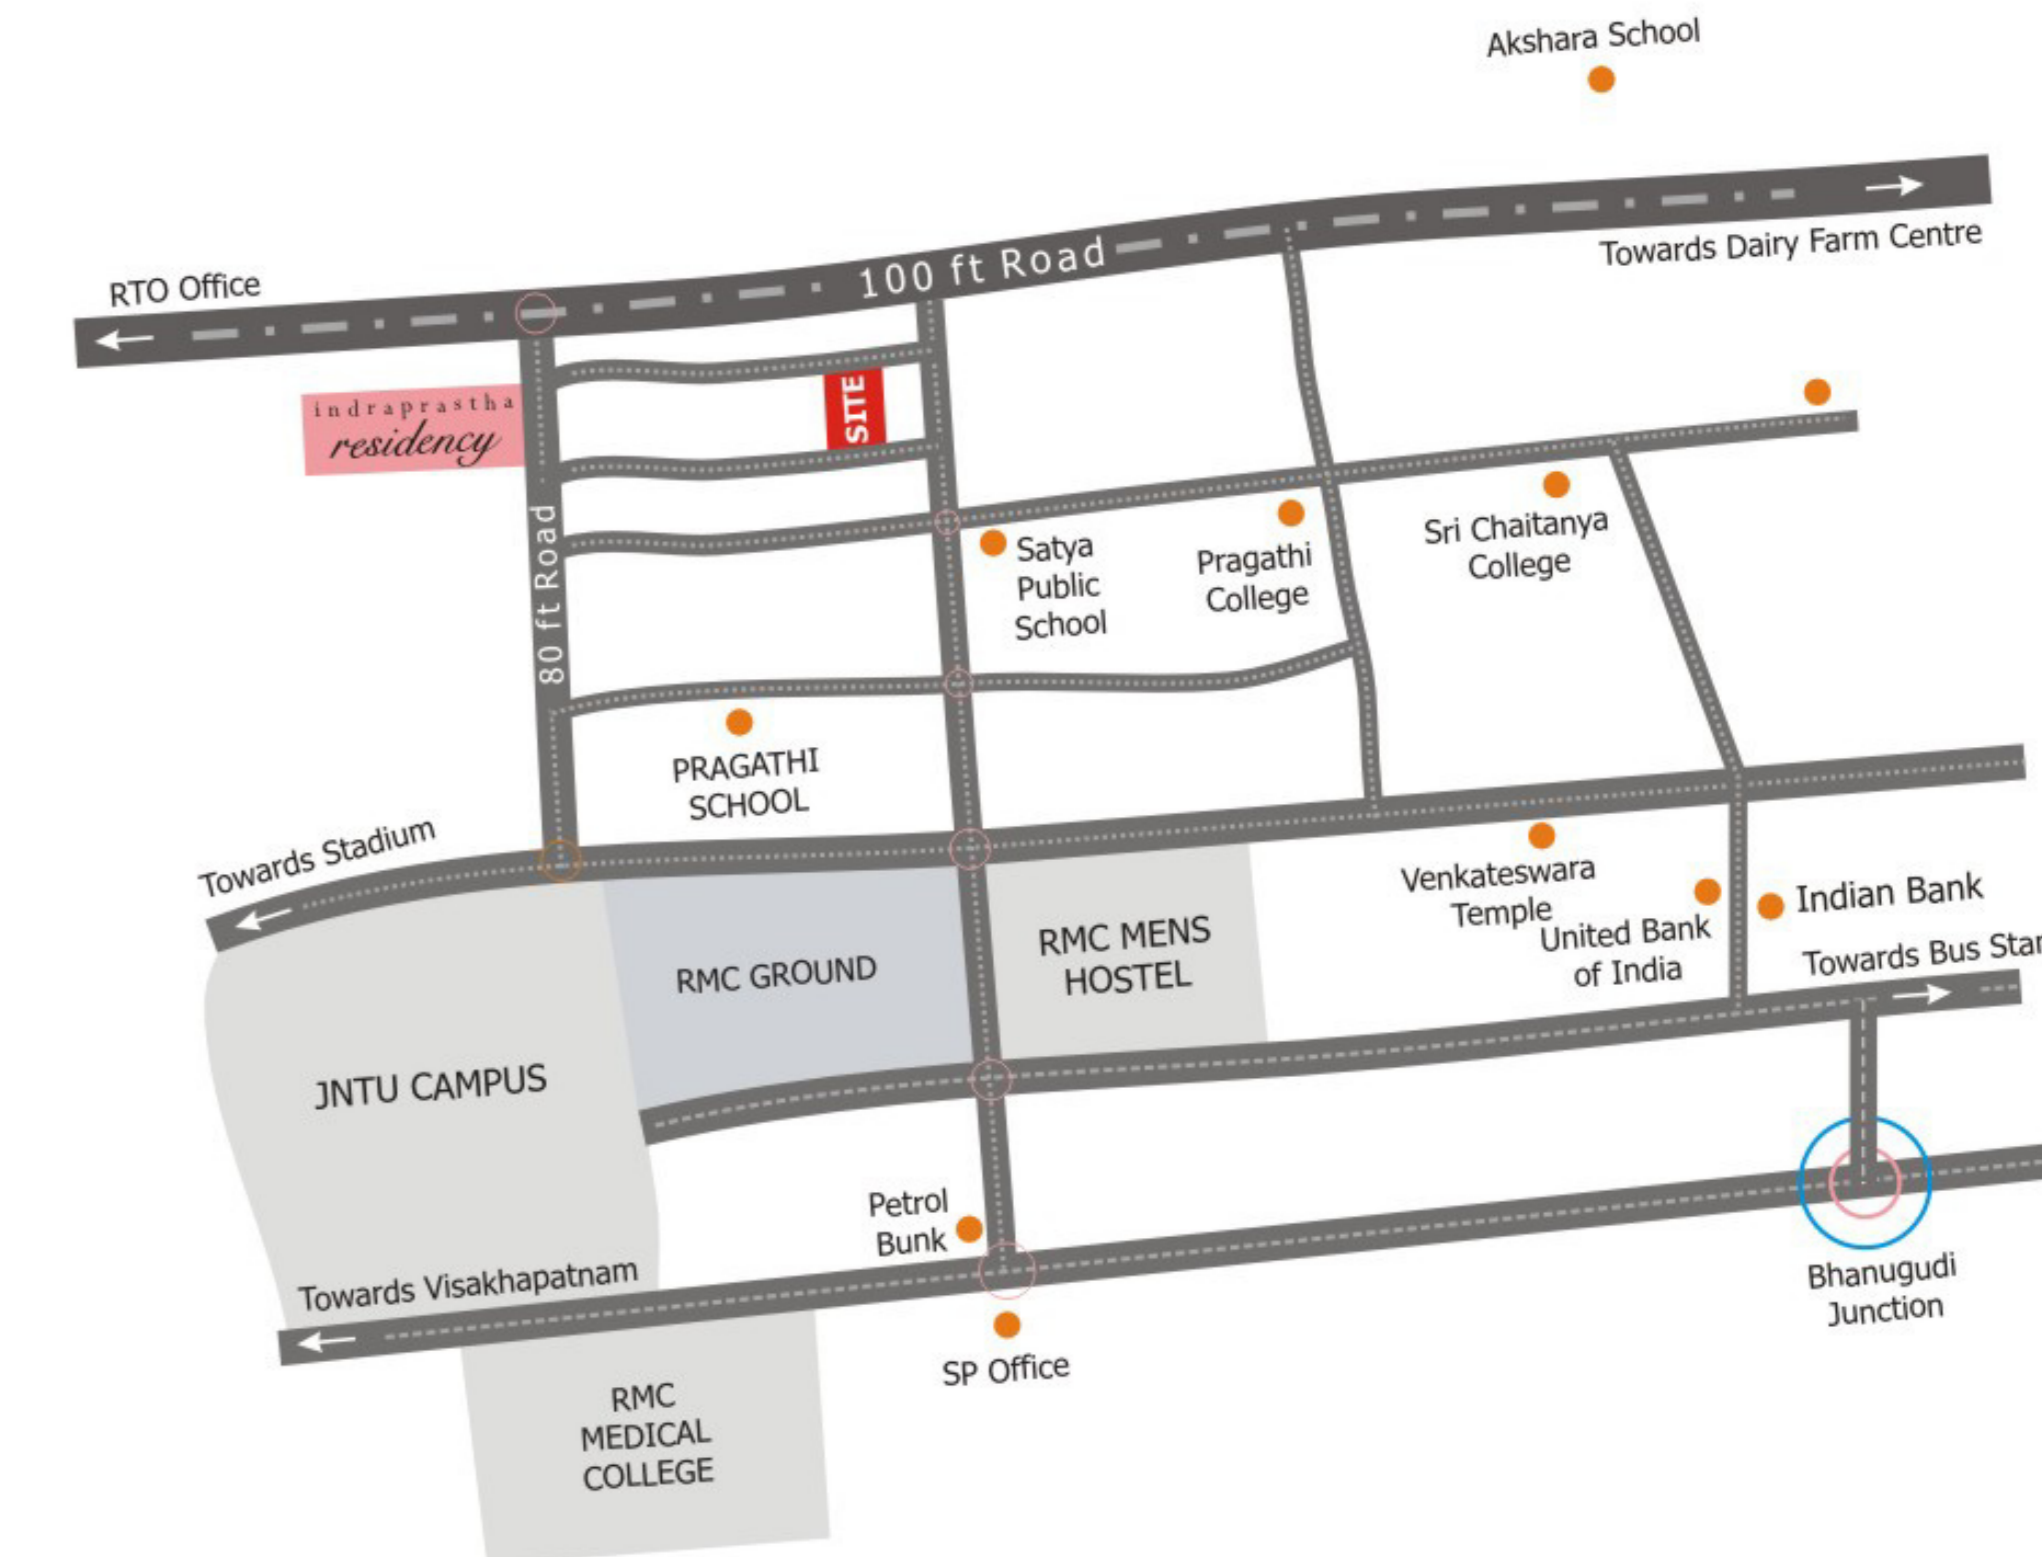 Akshara School
Towards Dairy Farm Centre
100 ft Road
RTO Office
indraprastha
residency
SITE
80 ft Road
Satya
Public
School
Pragathi
College
Sri Chaitanya
College
PRAGATHI
SCHOOL
Towards Stadium
Venkateswara
Temple
United Bank
of India
Indian Bank
Towards Bus Star
RMC MENS
HOSTEL
RMC GROUND
JNTU CAMPUS
Petrol
Bunk
Towards Visakhapatnam
Bhanugudi
Junction
SP Office
RMC
MEDICAL
COLLEGE